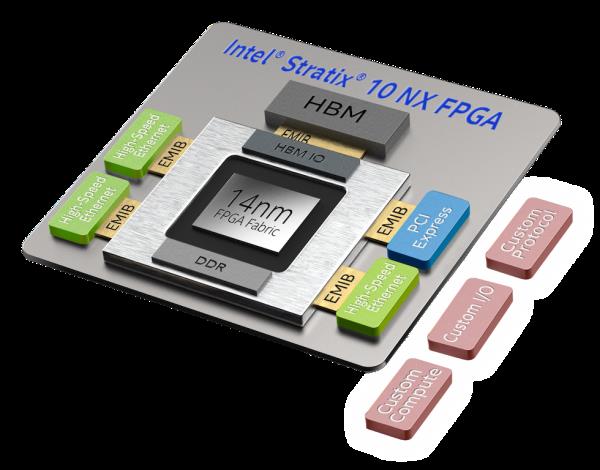 Intel® Stratix® 10 NX FPGA
HBM
EMIB
HBM IO
High-Speed
Ethernet
EMIB
High-Speed
Ethernet
EMIB
14nm
FPGA Fabric
DDR
EMIB
PCI
Express
EMIB
High-Speed
Ethernet
Custom
Protocol
Custom I/O
Custom
Compute